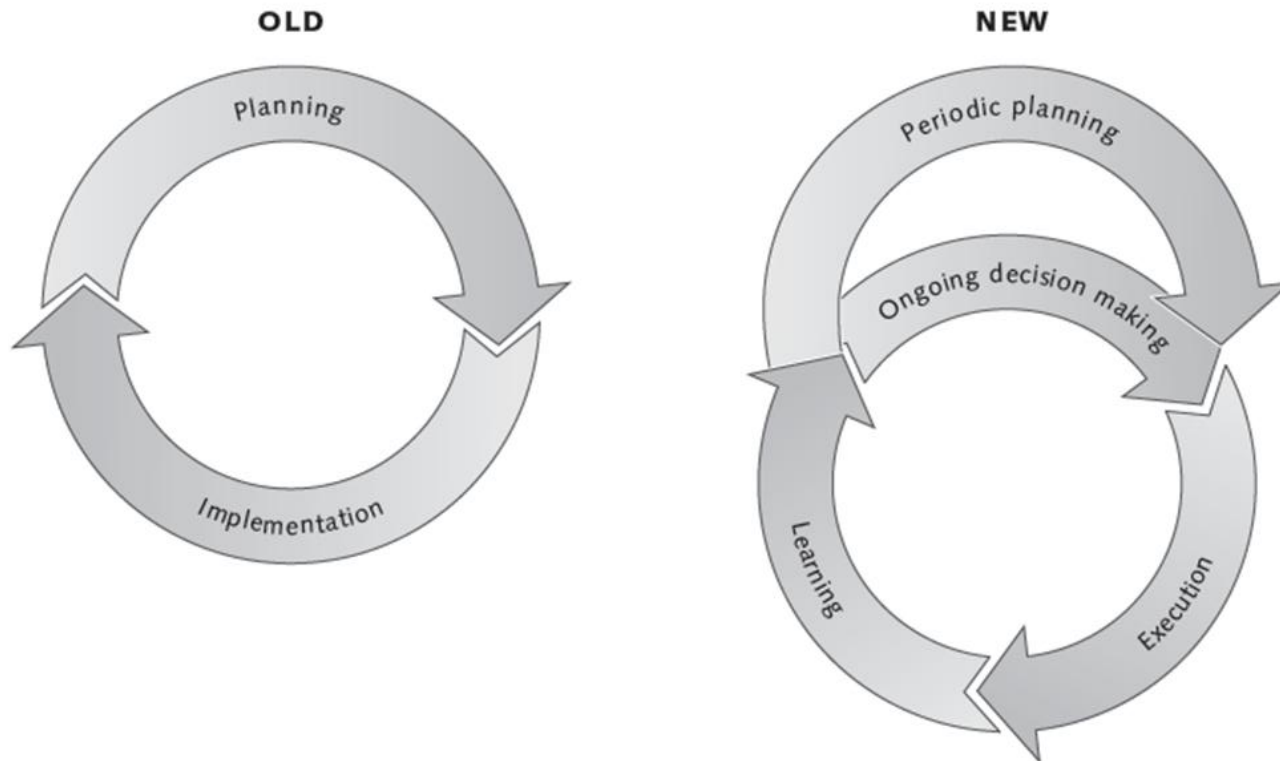 OLD
Planning
Implementation
NEW
Periodic planning
Ongoing decision making
Learning
Execution